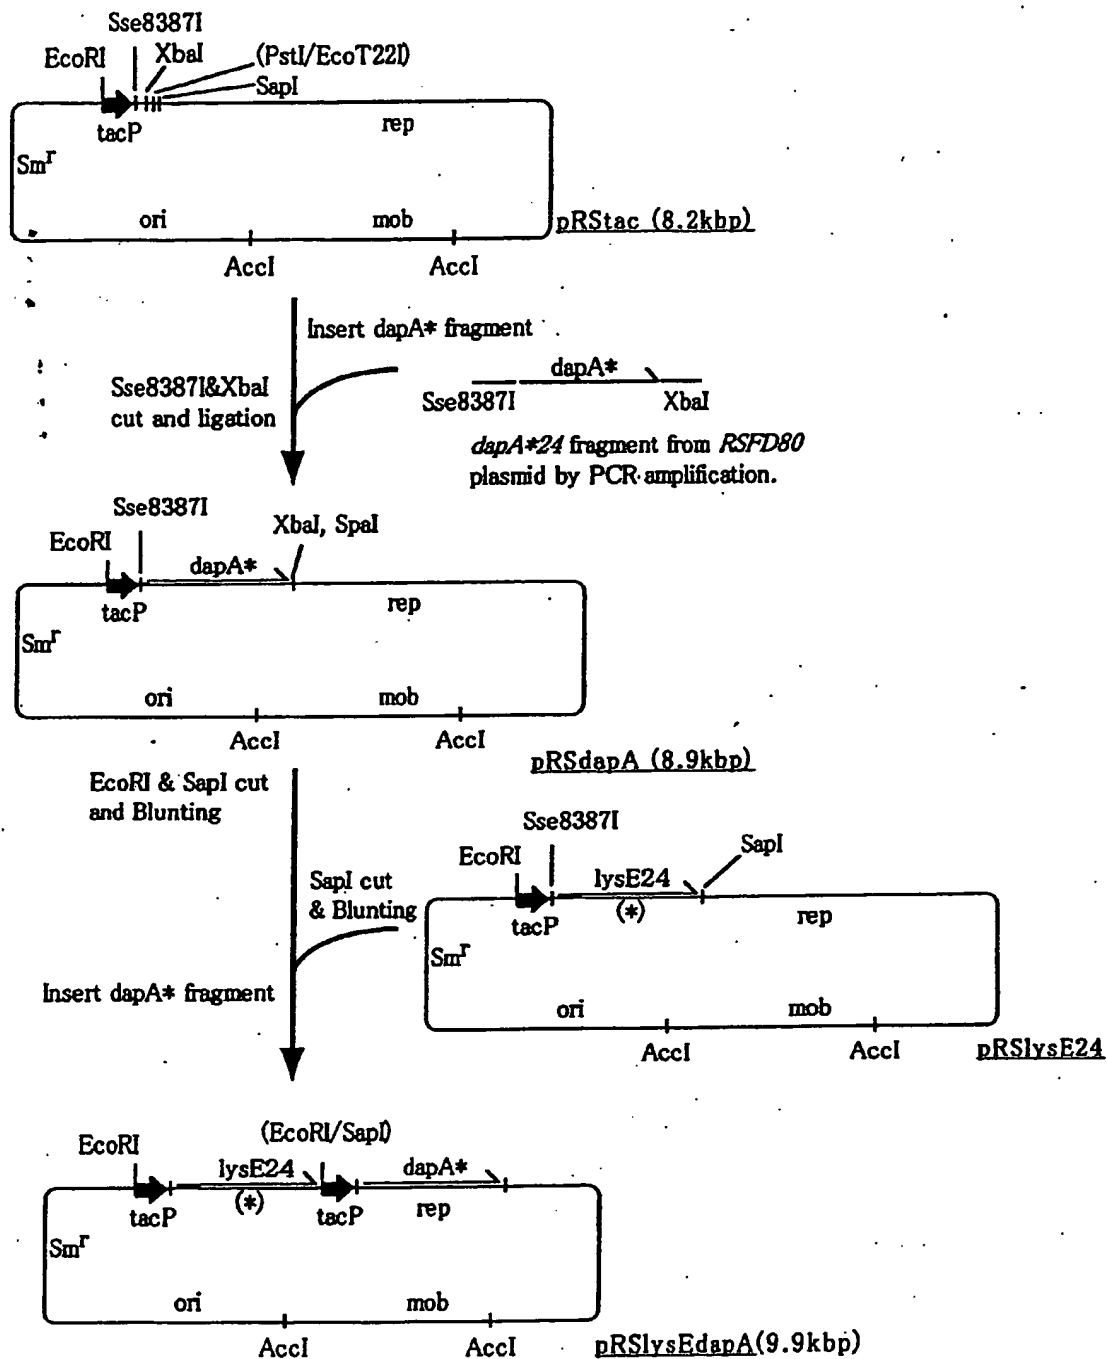 Sse8387I
EcoRI
XbaI
(PstI/EcoT22I)
SapI
tacP
rep
Smr
ori
mob
pRStac (8.2kbp)
AccI
AccI
Insert dapA* fragment
Sse8387I&XbaI
cut and ligation
dapA*
Sse8387I
XbaI
dapA*24 fragment from RSFD80
plasmid by PCR amplification.
Sse8387I
XbaI, SpaI
EcoRI
dapA*
tacP
rep
Smr
ori
mob
AccI
AccI
pRSdapA (8.9kbp)
EcoRI & SapI cut
and Blunting
Sse8387I
EcoRI
SapI
lysE24
(*)
tacP
rep
Smr
SapI cut
& Blunting
Insert dapA* fragment
ori
mob
AccI
AccI
pRSlysE24
EcoRI
(EcoRI/SapI)
lysE24
dapA*
(*)
tacP
tacP
rep
Smr
ori
mob
AccI
AccI
pRSlysEdapA(9.9kbp)